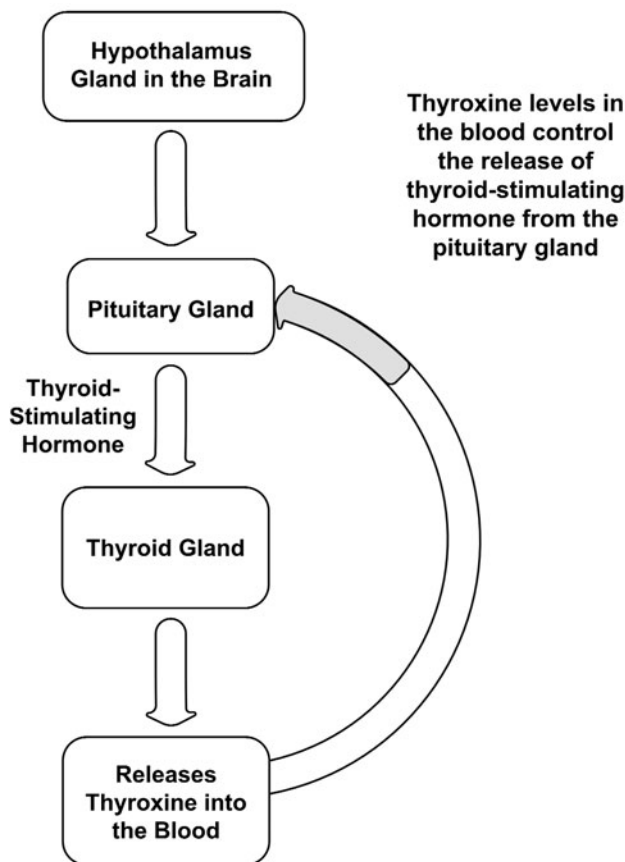 Hypothalamus
Gland in the Brain
Thyroxine levels in
the blood control
the release of
thyroid-stimulating
hormone from the
pituitary gland
Pituitary Gland
Thyroid-
Stimulating
Hormone
Thyroid Gland
Releases
Thyroxine into
the Blood